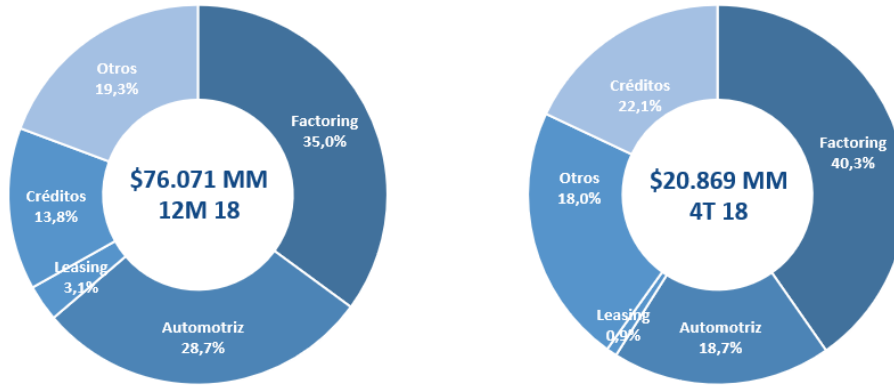 Otros
19,3%
Factoring
35,0%
$76.071 MM
12M 18
Créditos
13,8%
Leasing
3,1%
Automotriz
28,7%
Créditos
22,1%
Factoring
40,3%
Otros
18,0%
$20.869 MM
4T 18
Leasing
0,9%
Automotriz
18,7%